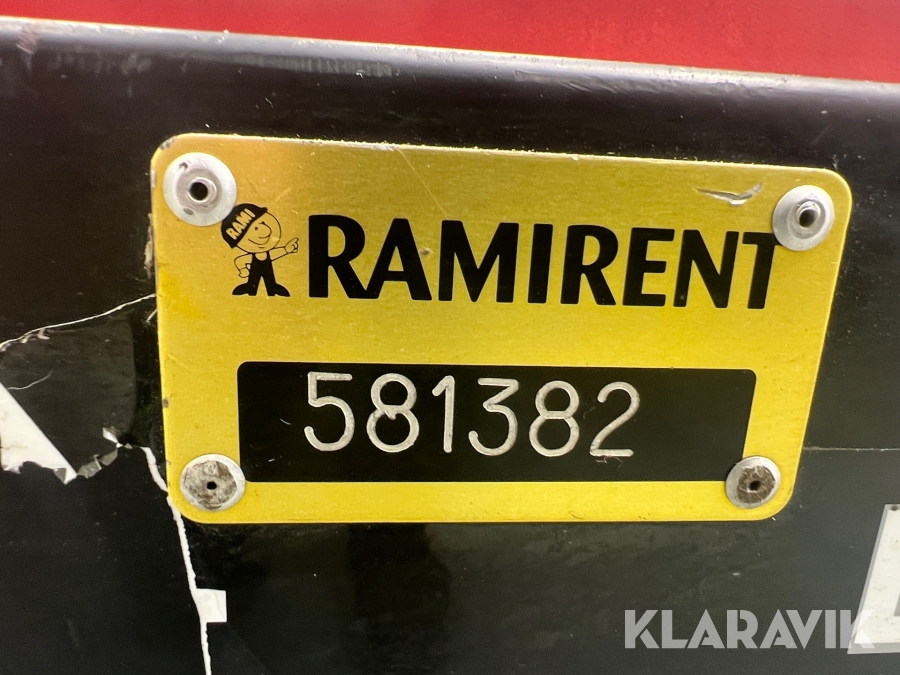 RAMI
RAMIRENT
581382
KLARAVIK